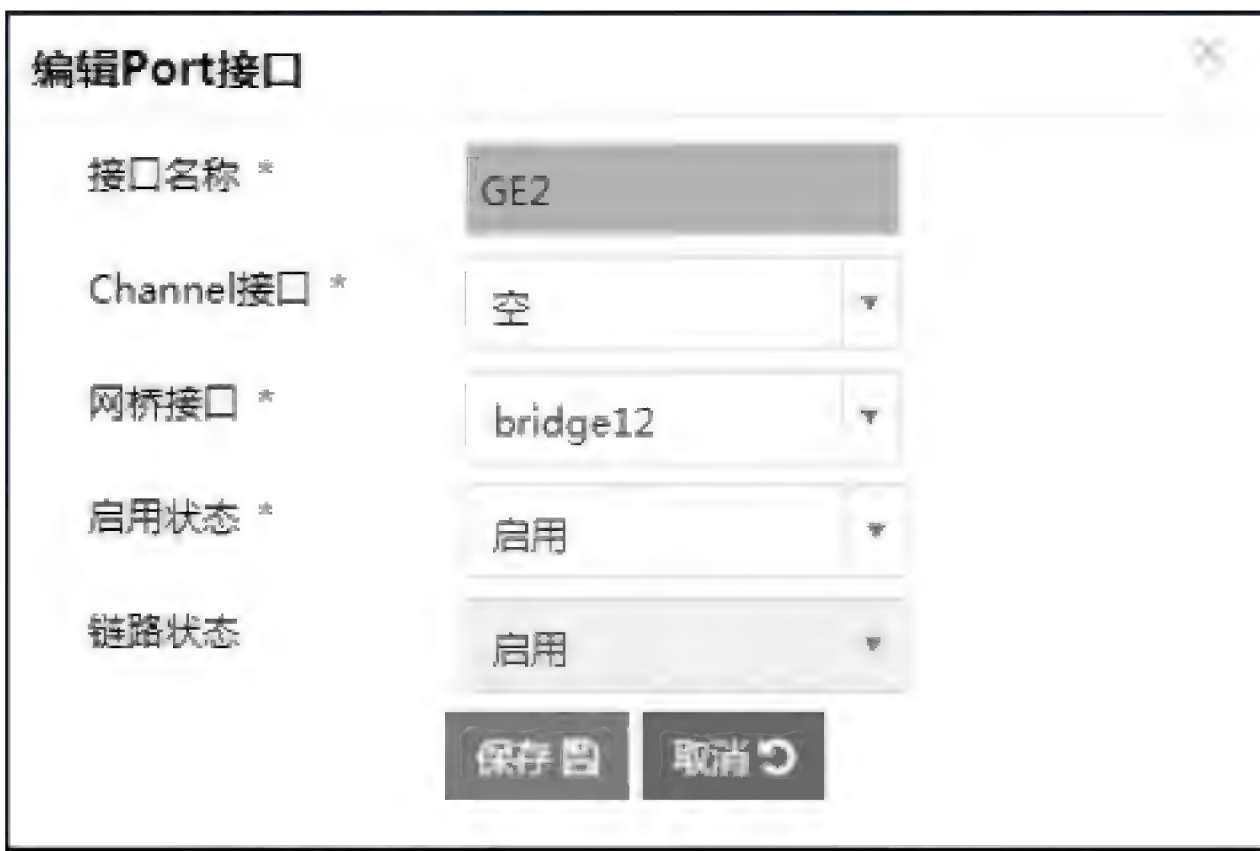 编辑Port接口
接口名称 * GE2
Channel接口 * 空
网桥接口 * bridge12
启用状态 * 启用
链路状态 启用
保存 取消